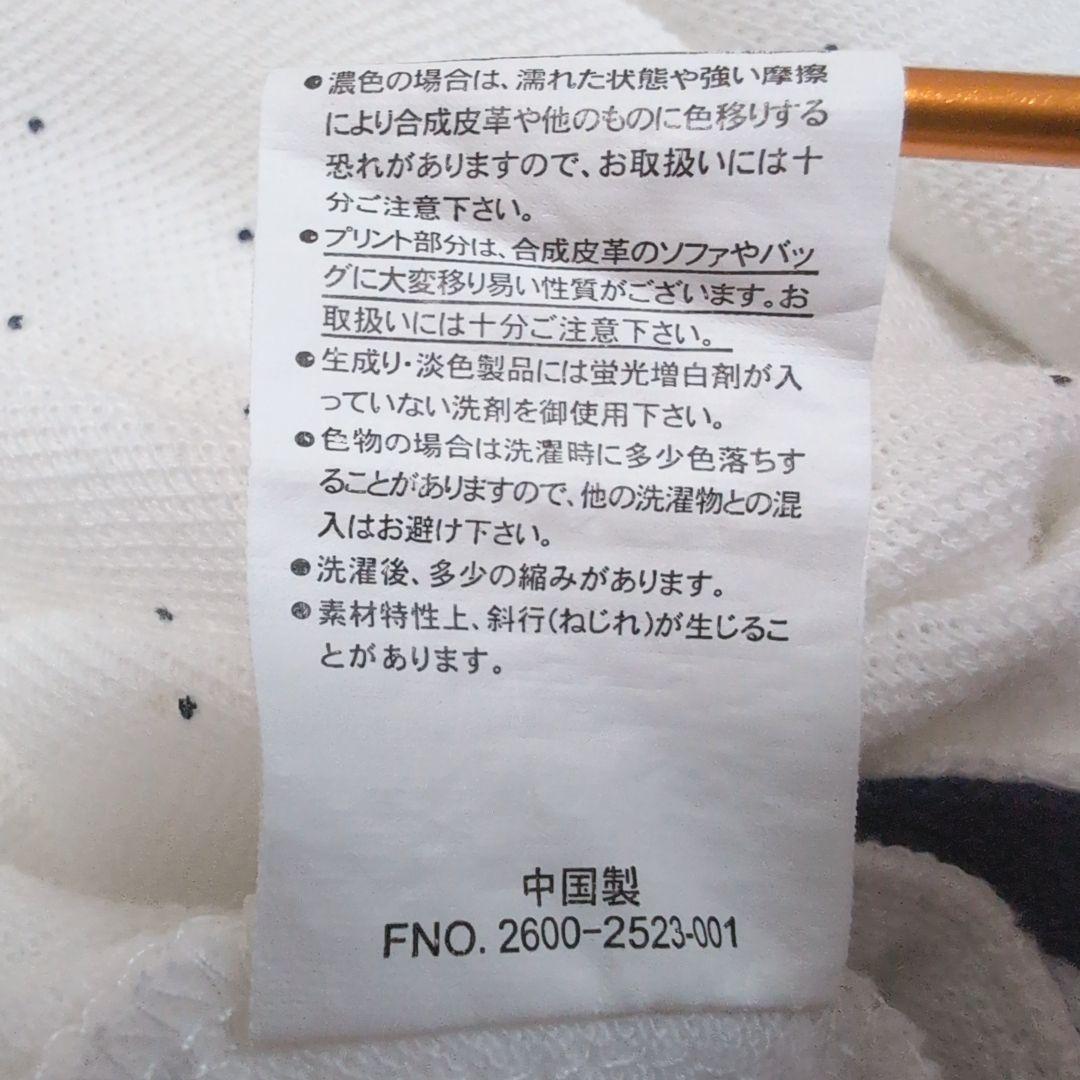 ●濃色の場合は、濡れた状態や強い摩擦
により合成皮革や他のものに色移りする
恐れがありますので、お取扱いには十
分ご注意下さい。
●プリント部分は、合成皮革のソファやバッ
グに大変移り易い性質がございます。お
取扱いには十分ご注意下さい。
●生成り・淡色製品には蛍光増白剤が入
っていない洗剤を御使用下さい。
●色物の場合は洗濯時に多少色落ちす
ることがありますので、他の洗濯物との混
入はお避け下さい。
●洗濯後、多少の縮みがあります。
●素材特性上、斜行(ねじれ)が生じるこ
とがあります。
中国製
FNO. 2600-2523-001